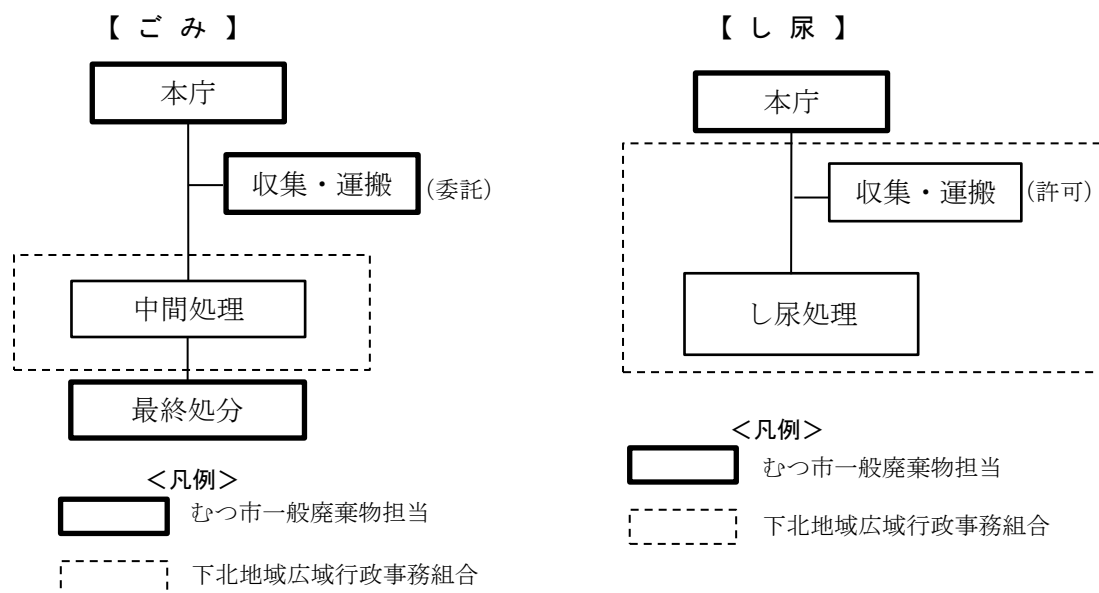 【 ご み 】
本庁
収集・運搬 (委託)
中間処理
最終処分
＜凡例＞
むつ市一般廃棄物担当
下北地域広域行政事務組合
【 し 尿 】
本庁
収集・運搬 (許可)
し尿処理
＜凡例＞
むつ市一般廃棄物担当
下北地域広域行政事務組合